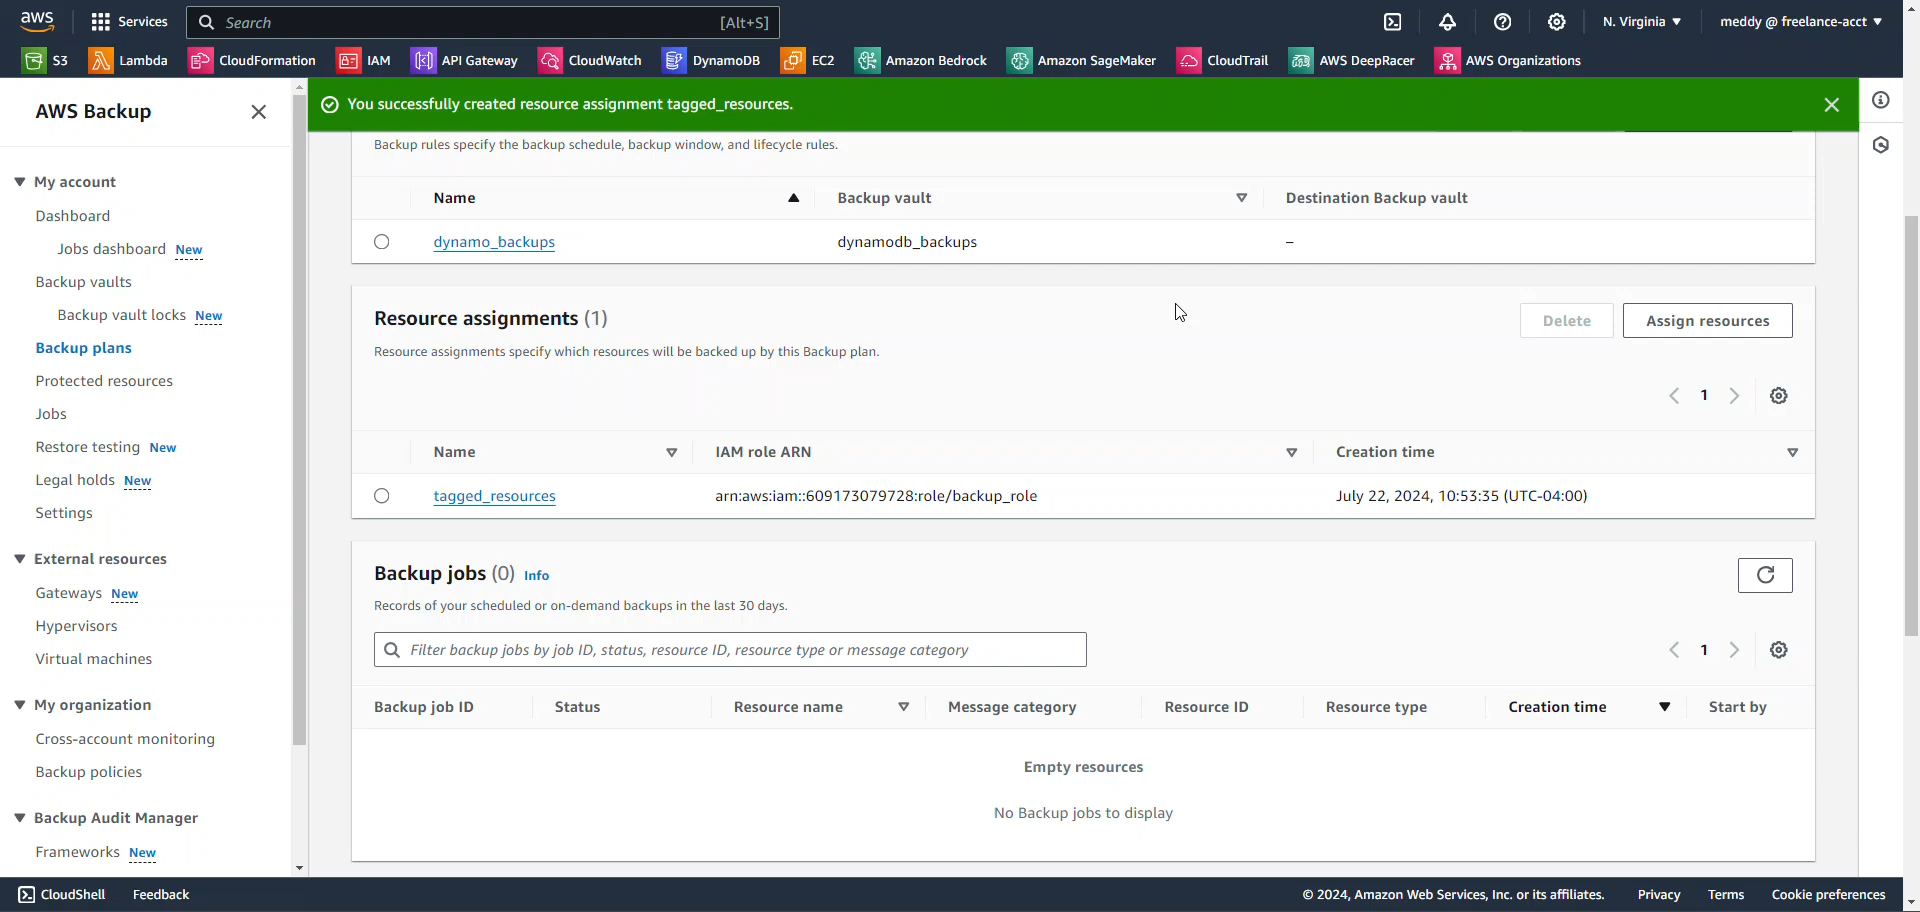 aws
Services
Search
[Alt+S]
N. Virginia
meddy @ freelance-acct
S3
Lambda
CloudFormation
IAM
API Gateway
CloudWatch
DynamoDB
EC2
Amazon Bedrock
Amazon SageMaker
CloudTrail
AWS DeepRacer
AWS Organizations
AWS Backup
My account
Dashboard
Jobs dashboard New
Backup vaults
Backup vault locks New
Backup plans
Protected resources
Jobs
Restore testing New
Legal holds New
Settings
External resources
Gateways New
Hypervisors
Virtual machines
My organization
Cross-account monitoring
Backup policies
Backup Audit Manager
Frameworks New
You successfully created resource assignment tagged_resources.
Backup rules specify the backup schedule, backup window, and lifecycle rules.
Name Backup vault Destination Backup vault
dynamo_backups dynamodb_backups –
Resource assignments (1)
Delete
Assign resources
Resource assignments specify which resources will be backed up by this Backup plan.
1
Name IAM role ARN Creation time
tagged_resources arn:aws:iam::609173079728:role/backup_role July 22, 2024, 10:53:35 (UTC-04:00)
Backup jobs (0) Info
Records of your scheduled or on-demand backups in the last 30 days.
Filter backup jobs by job ID, status, resource ID, resource type or message category
1
Backup job ID Status Resource name Message category Resource ID Resource type Creation time Start by
Empty resources
No Backup jobs to display
CloudShell
Feedback
© 2024, Amazon Web Services, Inc. or its affiliates.
Privacy
Terms
Cookie preferences